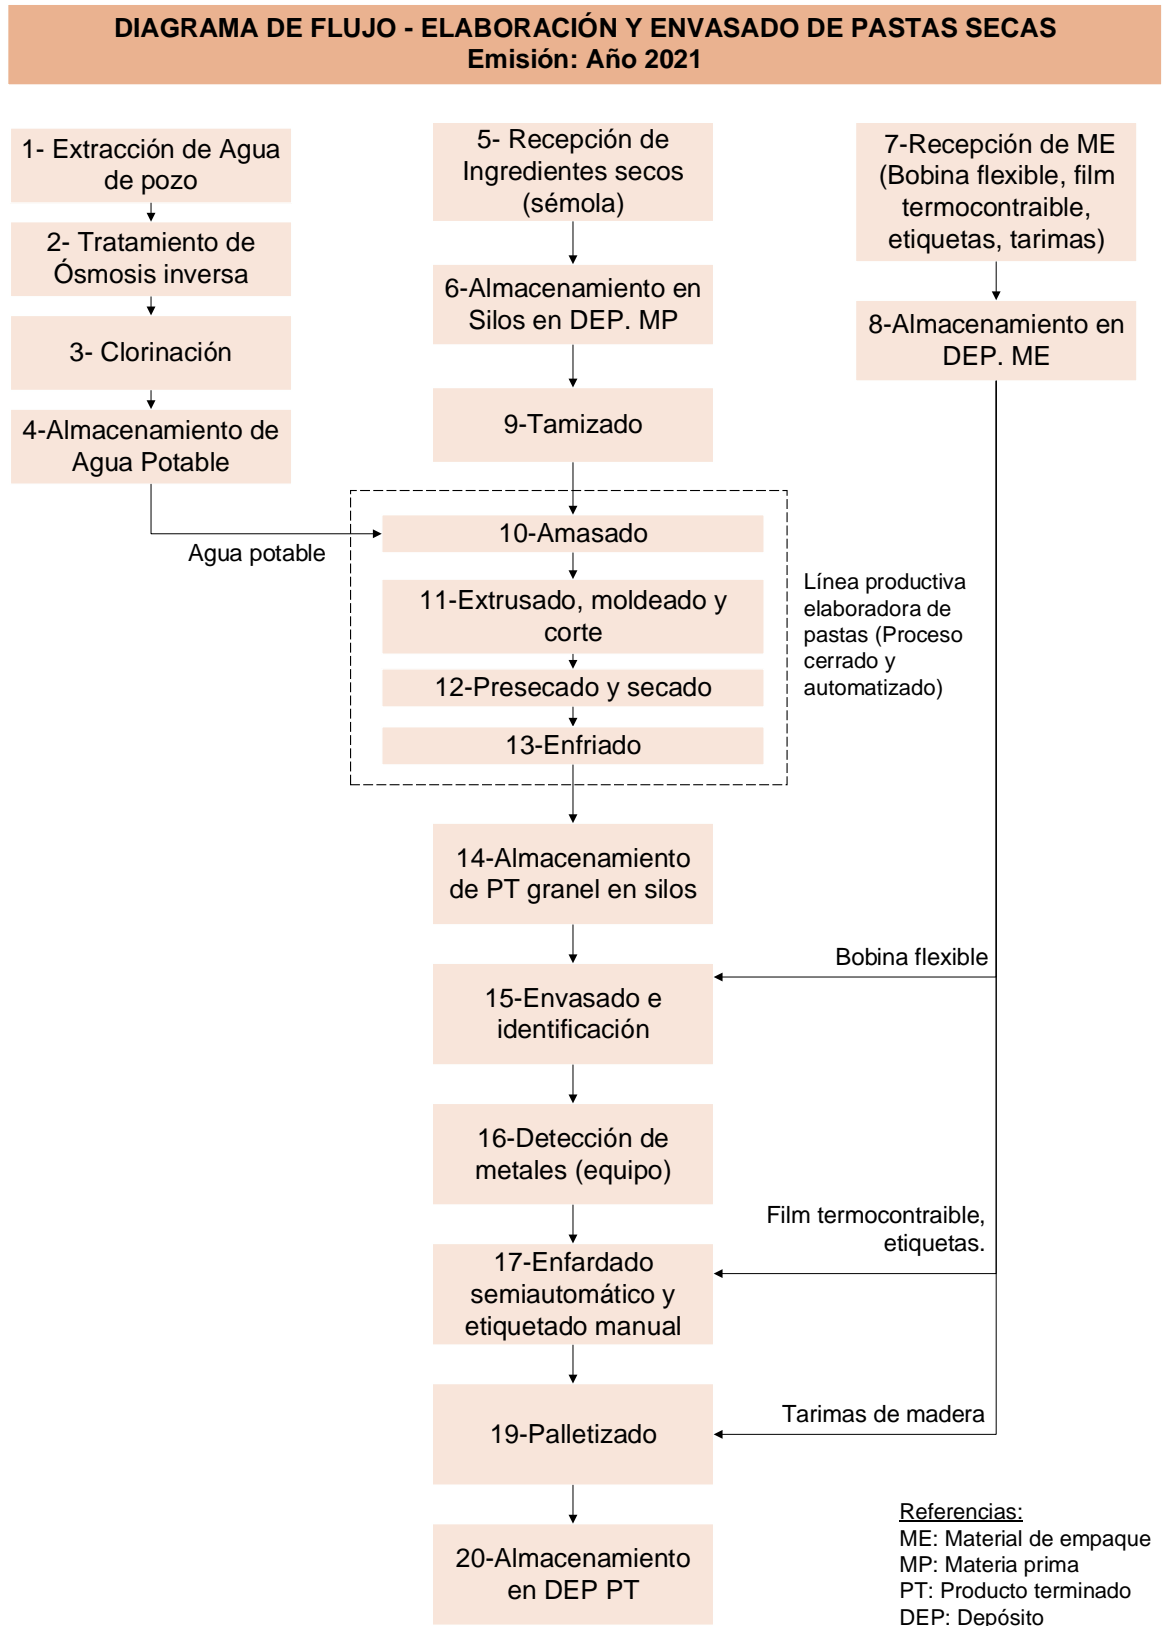 DIAGRAMA DE FLUJO - ELABORACIÓN Y ENVASADO DE PASTAS SECAS
Emisión: Año 2021
1- Extracción de Agua
de pozo
2- Tratamiento de
Ósmosis inversa
3- Clorinación
4-Almacenamiento de
Agua Potable
Agua potable
5- Recepción de
Ingredientes secos
(sémola)
6-Almacenamiento en
Silos en DEP. MP
7-Recepción de ME
(Bobina flexible, film
termocontraible,
etiquetas, tarimas)
8-Almacenamiento en
DEP. ME
9-Tamizado
10-Amasado
11-Extrusado, moldeado y
corte
12-Presecado y secado
13-Enfriado
Línea productiva
elaboradora de
pastas (Proceso
cerrado y
automatizado)
14-Almacenamiento
de PT granel en silos
Bobina flexible
15-Envasado e
identificación
16-Detección de
metales (equipo)
Film termocontraible,
etiquetas.
17-Enfardado
semiautomático y
etiquetado manual
Tarimas de madera
19-Palletizado
20-Almacenamiento
en DEP PT
Referencias:
ME: Material de empaque
MP: Materia prima
PT: Producto terminado
DEP: Depósito